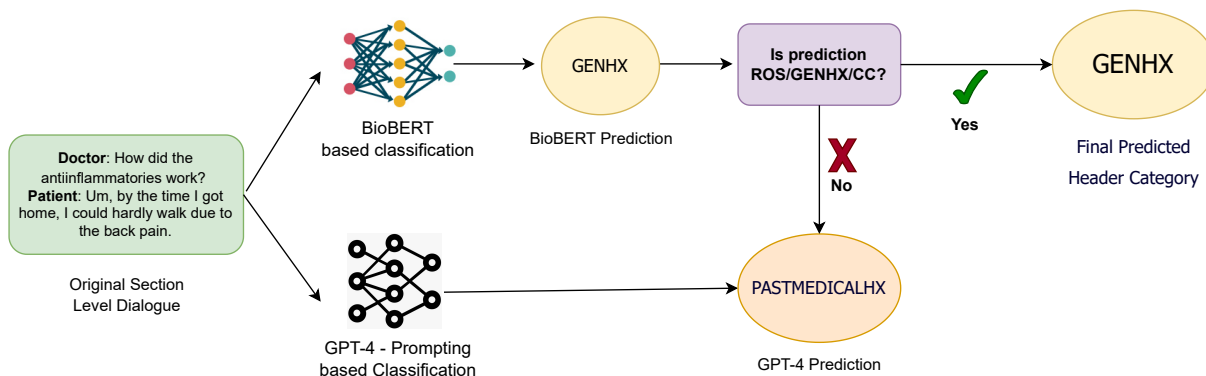 Doctor: How did the
antiinflammatories work?
Patient: Um, by the time I got
home, I could hardly walk due to
the back pain.
Original Section
Level Dialogue
BioBERT
based classification
GENHX
BioBERT Prediction
Is prediction
ROS/GENHX/CC?
Yes
GENHX
Final Predicted
Header Category
X
No
GPT-4 - Prompting
based Classification
PASTMEDICALHX
GPT-4 Prediction